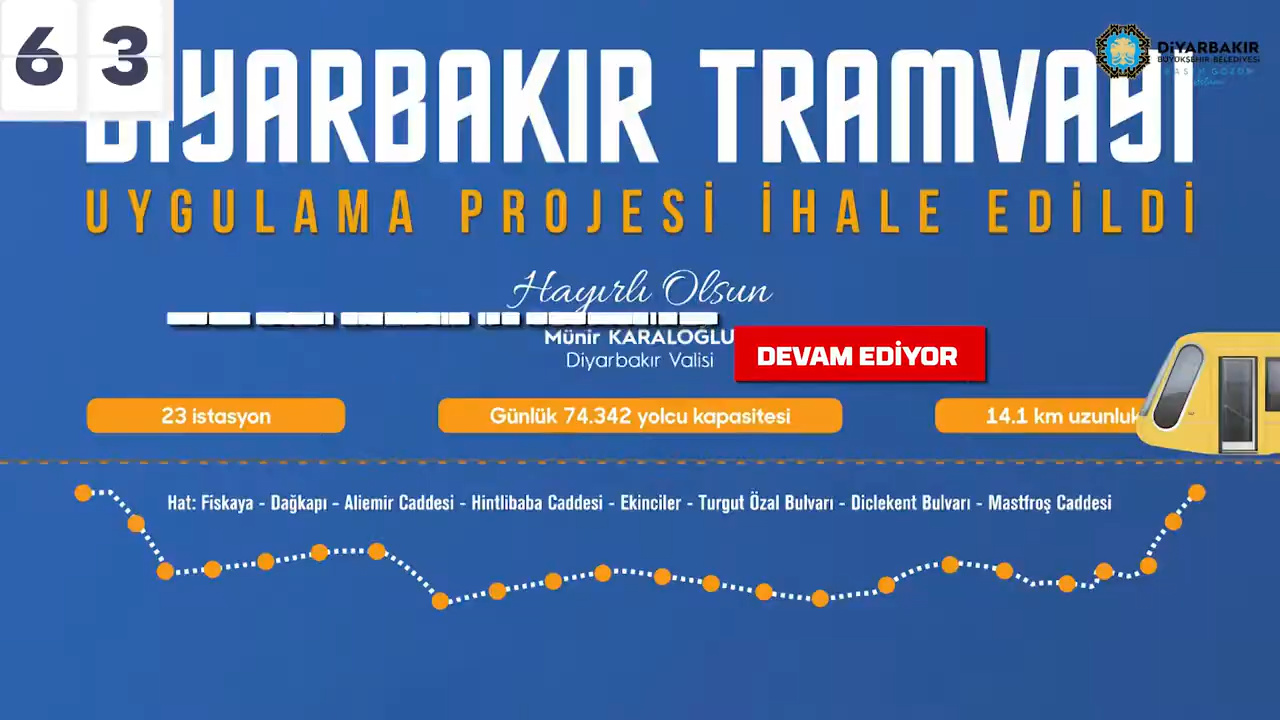 63
DİYARBAKIR TRAMVAYI
DİYARBAKIR
BÜYÜKŞEHİR BELEDİYESİ
UYGULAMA PROJESİ İHALE EDİLDİ
Hayırlı Olsun
Münir KARALOĞLU
Diyarbakır Valisi
DEVAM EDİYOR
23 istasyon
Günlük 74.342 yolcu kapasitesi
14.1 km uzunluk
Hat: Fiskaya - Dağkapı - Aliemir Caddesi - Hintlibaba Caddesi - Ekinciler - Turgut Özal Bulvarı - Diclekent Bulvarı - Mastfroş Caddesi